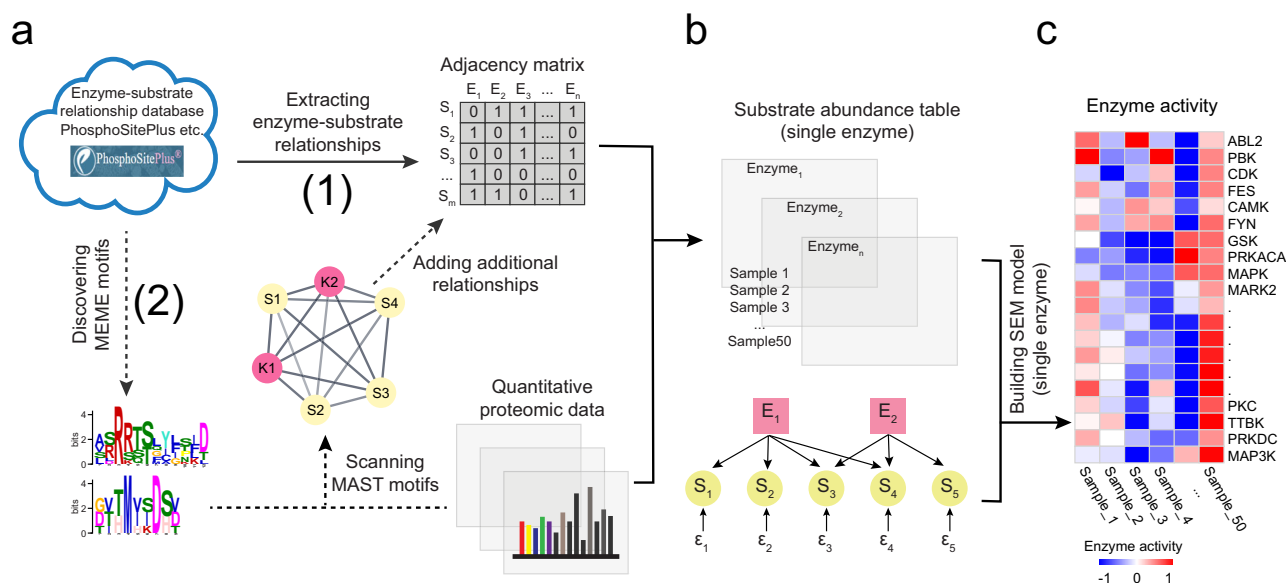 a
Enzyme-substrate
relationship database
PhosphoSitePlus etc.
PhosphoSitePlus®
Extracting
enzyme-substrate
relationships
(1)
Adjacency matrix
E1 E2 E3 ... En
S1 0 1 1 ... 1
S2 1 0 1 ... 0
S3 0 0 1 ... 1
... 1 0 0 ... 0
Sm 1 1 0 ... 1
Discovering
MEME motifs
(2)
Adding additional
relationships
K2
S1
S4
K1
S3
S2
Scanning
MAST motifs
Quantitative
proteomic data
bits
4
2
0
bits
4
2
0
b
Substrate abundance table
(single enzyme)
Enzyme1
Enzyme2
Enzymen
Sample 1
Sample 2
Sample 3
...
Sample50
E1 E2
S1 S2 S3 S4 S5
ε1 ε2 ε3 ε4 ε5
Building SEM model
(single enzyme)
c
Enzyme activity
ABL2
PBK
CDK
FES
CAMK
FYN
GSK
PRKACA
MAPK
MARK2
.
.
.
.
.
.
PKC
TTBK
PRKDC
MAP3K
Sample_1
Sample_2
Sample_3
Sample_4
...
Sample_50
Enzyme activity
-1 0 1